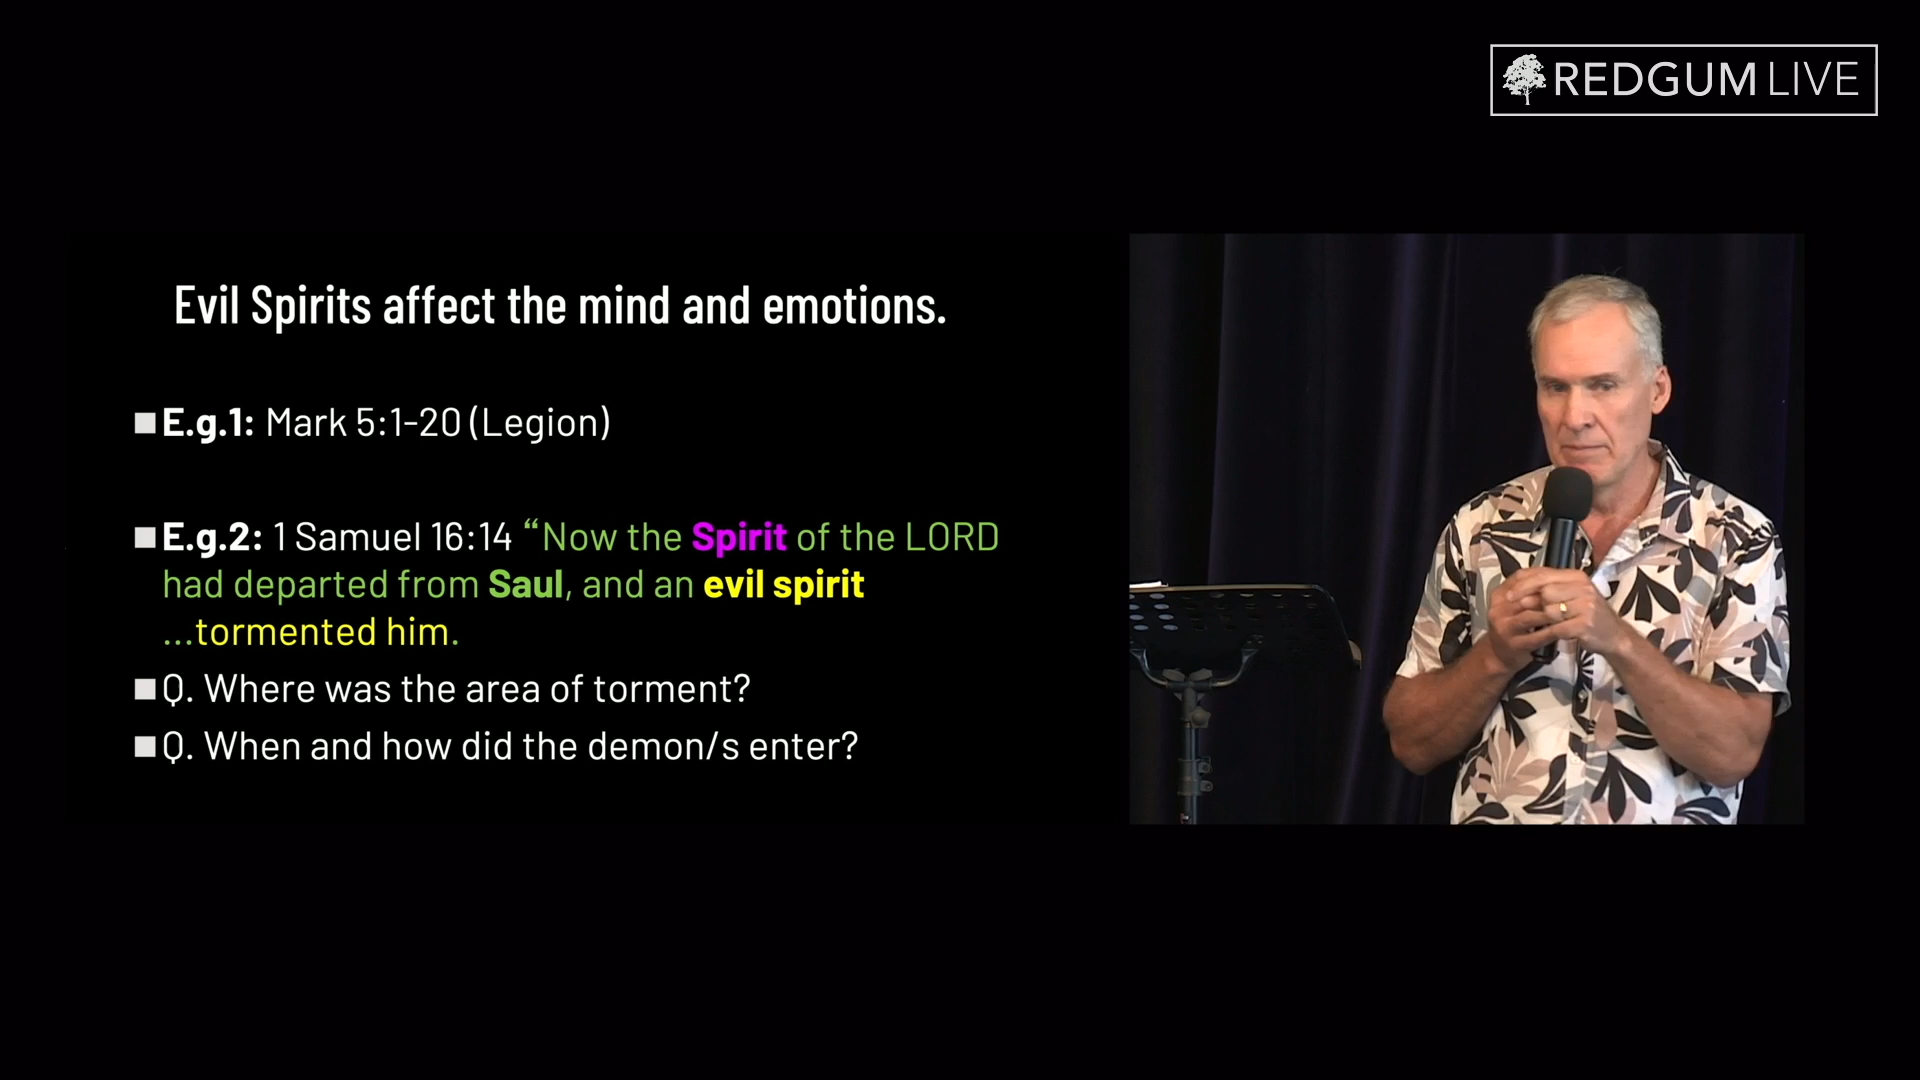 REDGUM LIVE
Evil Spirits affect the mind and emotions.
E.g.1: Mark 5:1-20 (Legion)
E.g.2: 1 Samuel 16:14 “Now the Spirit of the LORD
had departed from Saul, and an evil spirit
...tormented him.
Q. Where was the area of torment?
Q. When and how did the demon/s enter?